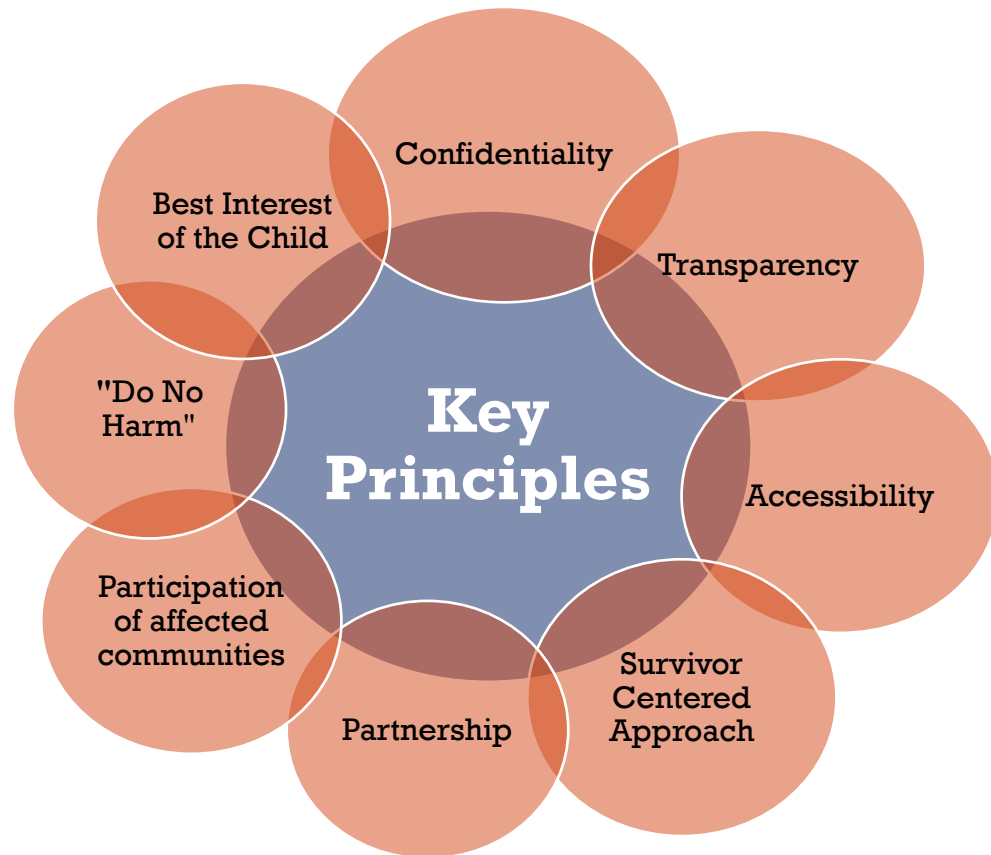 Confidentiality
Transparency
Accessibility
Survivor
Centered
Approach
Partnership
Participation
of affected
communities
"Do No
Harm"
Best Interest
of the Child
Key
Principles